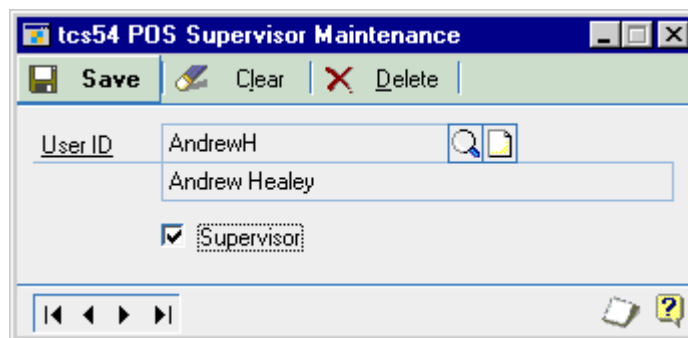 tcs54 POS Supervisor Maintenance
Save Clear Delete
User ID AndrewH
Andrew Healey
Supervisor